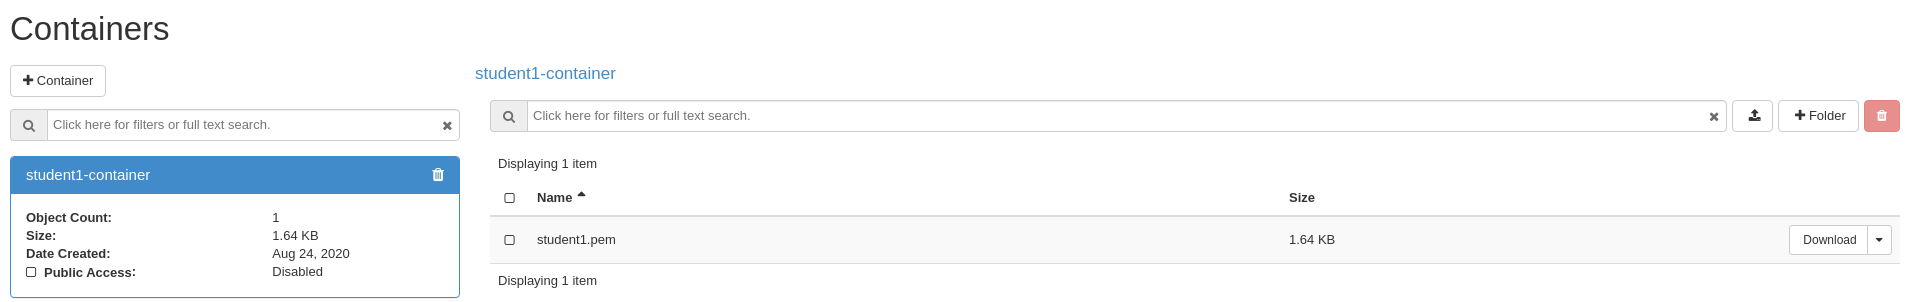 Containers
Container
Click here for filters or full text search.
student1-container
Object Count: 1
Size: 1.64 KB
Date Created: Aug 24, 2020
Public Access: Disabled
student1-container
Click here for filters or full text search.
Folder
Displaying 1 item
Name Size
student1.pem 1.64 KB Download
Displaying 1 item